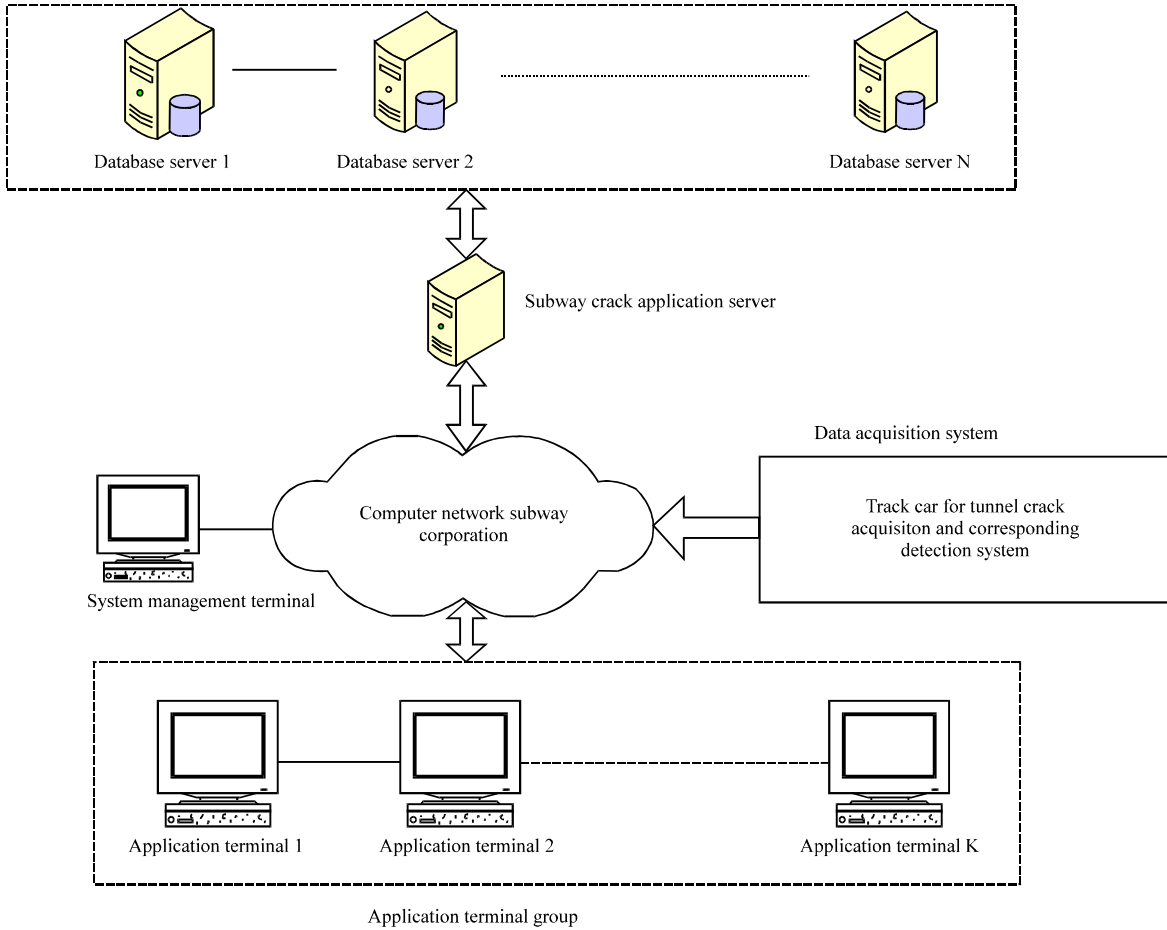 Database server 1
Database server 2
Database server N
Subway crack application server
Data acquisition system
Computer network subway
corporation
Track car for tunnel crack
acquisiton and corresponding
detection system
System management terminal
Application terminal 1
Application terminal 2
Application terminal K
Application terminal group